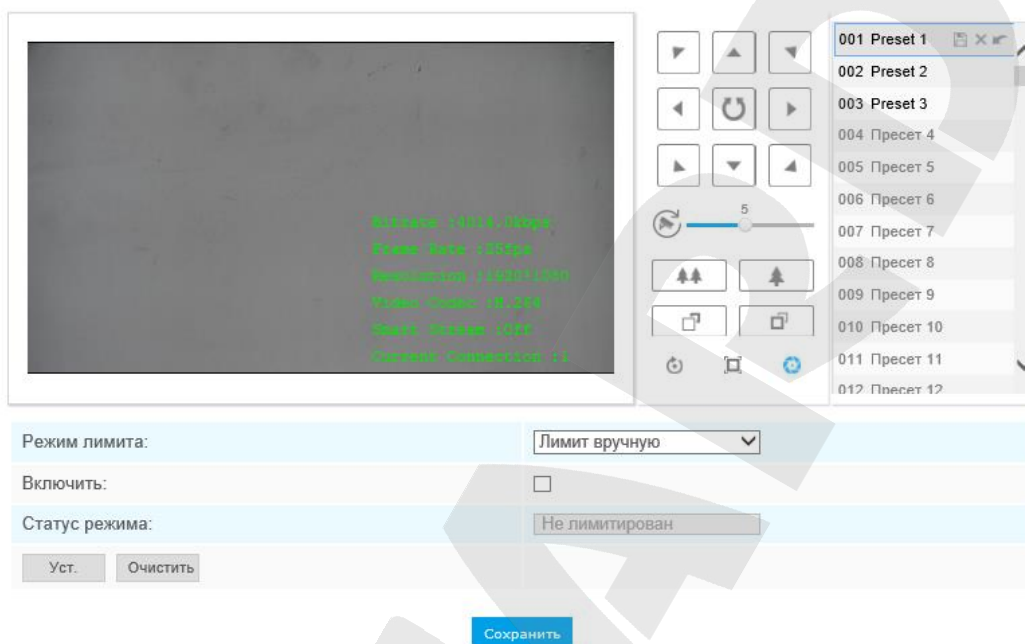 001 Preset 1
002 Preset 2
003 Preset 3
004 Пресет 4
005 Пресет 5
006 Пресет 6
007 Пресет 7
008 Пресет 8
009 Пресет 9
010 Пресет 10
011 Пресет 11
012 Пресет 12
5
Bitrate :4014.0kbps
Frame Rate :25fps
Resolution :1920*1080
Video Codec :H.264
Smart Stream :Off
Current Connection :1
Режим лимита:
Лимит вручную
Включить:
Статус режима:
Не лимитирован
Уст.
Очистить
Сохранить